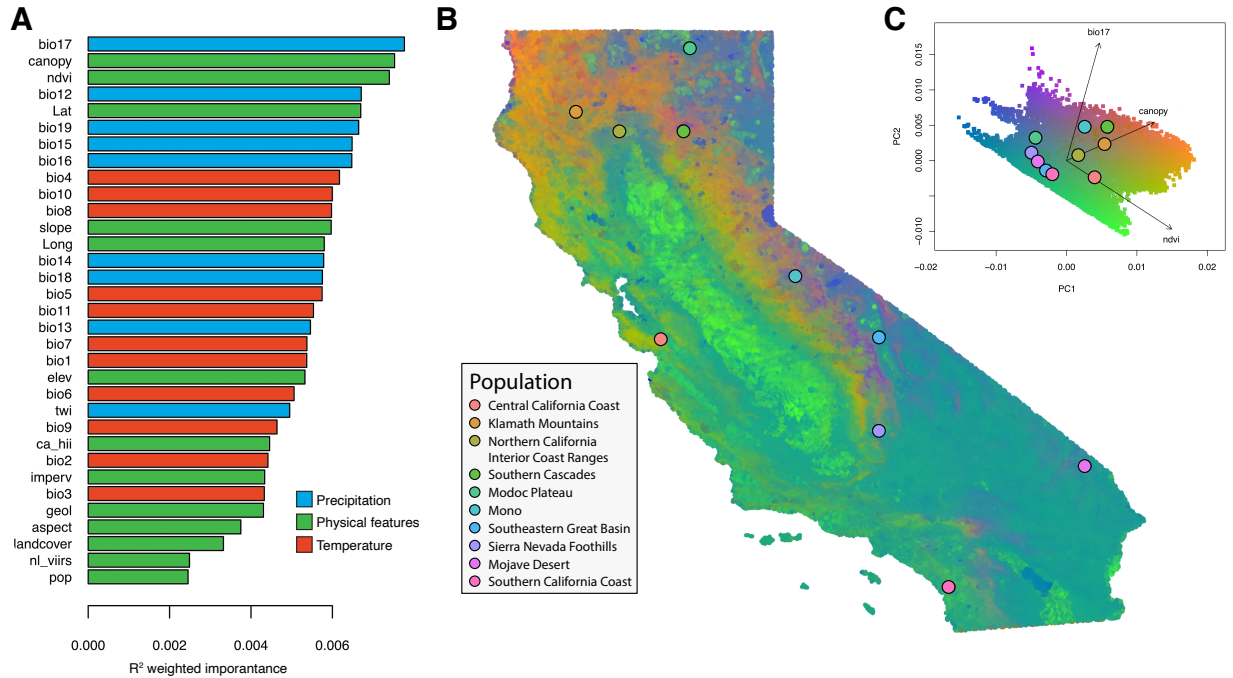 A
bio17
canopy
ndvi
bio12
Lat
bio19
bio15
bio16
bio4
bio10
bio8
slope
Long
bio14
bio18
bio5
bio11
bio13
bio7
bio1
elev
bio6
twi
bio9
ca_hii
bio2
imperv
bio3
geol
aspect
landcover
nl_viirs
pop
Precipitation
Physical features
Temperature
0.000
0.002
0.004
0.006
R² weighted imporantance
B
Population
Central California Coast
Klamath Mountains
Northern California
Interior Coast Ranges
Southern Cascades
Modoc Plateau
Mono
Southeastern Great Basin
Sierra Nevada Foothills
Mojave Desert
Southern California Coast
C
bio17
canopy
ndvi
PC2
0.015
0.010
0.005
0.000
−0.010
−0.02
−0.01
0.00
0.01
0.02
PC1